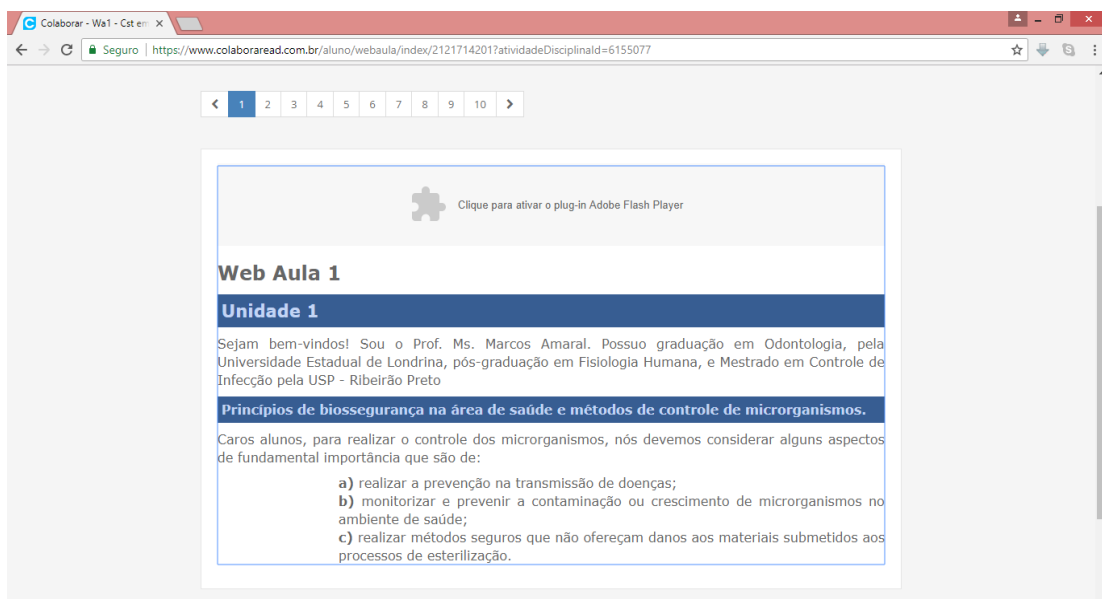 Colaborar - Wa1 - Cst em
Seguro | https://www.colaboraread.com.br/aluno/webaula/index/2121714201?atividadeDisciplinaId=6155077
1 2 3 4 5 6 7 8 9 10
Clique para ativar o plug-in Adobe Flash Player
Web Aula 1
Unidade 1
Sejam bem-vindos! Sou o Prof. Ms. Marcos Amaral. Possuo graduação em Odontologia, pela
Universidade Estadual de Londrina, pós-graduação em Fisiologia Humana, e Mestrado em Controle de
Infecção pela USP - Ribeirão Preto
Princípios de biossegurança na área de saúde e métodos de controle de microrganismos.
Caros alunos, para realizar o controle dos microrganismos, nós devemos considerar alguns aspectos
de fundamental importância que são de:
a) realizar a prevenção na transmissão de doenças;
b) monitorizar e prevenir a contaminação ou crescimento de microrganismos no
ambiente de saúde;
c) realizar métodos seguros que não ofereçam danos aos materiais submetidos aos
processos de esterilização.